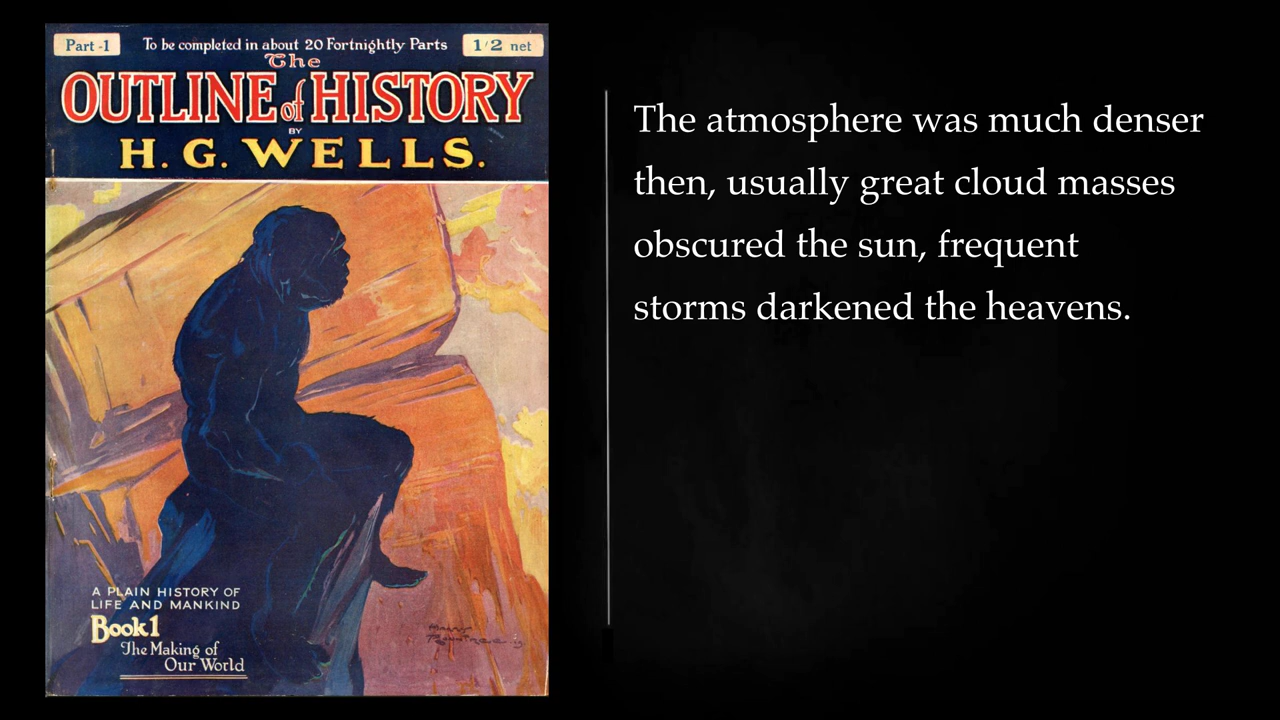 Part -1
To be completed in about 20 Fortnightly Parts
1/2 net
The
OUTLINE of HISTORY
BY
H. G. WELLS.
The atmosphere was much denser
then, usually great cloud masses
obscured the sun, frequent
storms darkened the heavens.
A PLAIN HISTORY OF
LIFE AND MANKIND
Book 1
The Making of
Our World